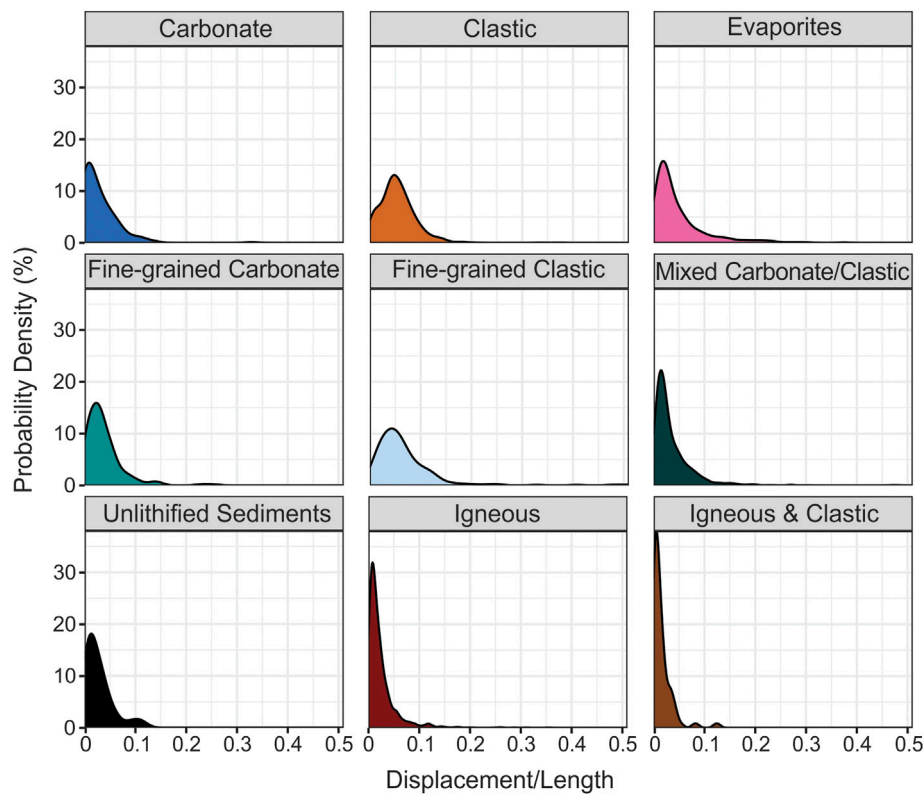 Carbonate Clastic Evaporites
30
20
10
0
Fine-grained Carbonate Fine-grained Clastic Mixed Carbonate/Clastic
30
20
10
0
Unlithified Sediments Igneous Igneous & Clastic
30
20
10
0
0 0.1 0.2 0.3 0.4 0.5 0 0.1 0.2 0.3 0.4 0.5 0 0.1 0.2 0.3 0.4 0.5
Displacement/Length
Probability Density (%)